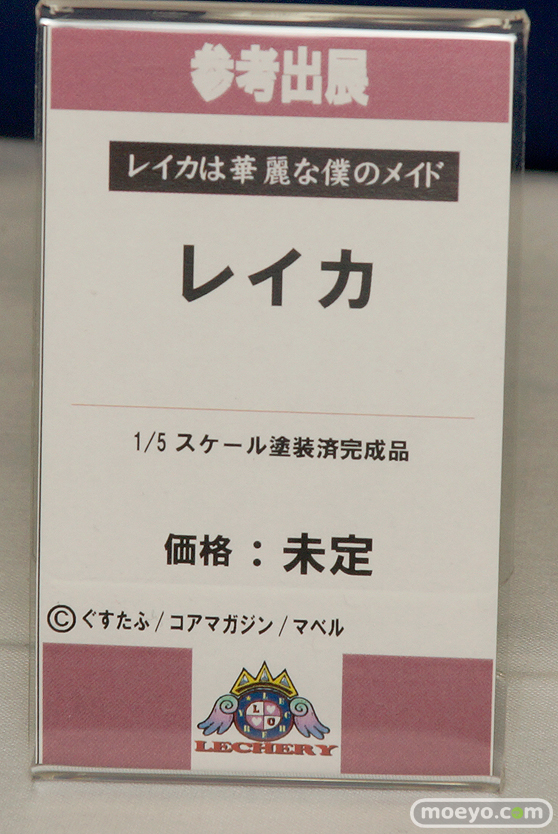 参考出展
レイカは華麗な僕のメイド
レイカ
1/5 スケール塗装済完成品
価格：未定
©ぐすたふ/コアマガジン/マベル
LECHERY
LECHERY
moeyo.com